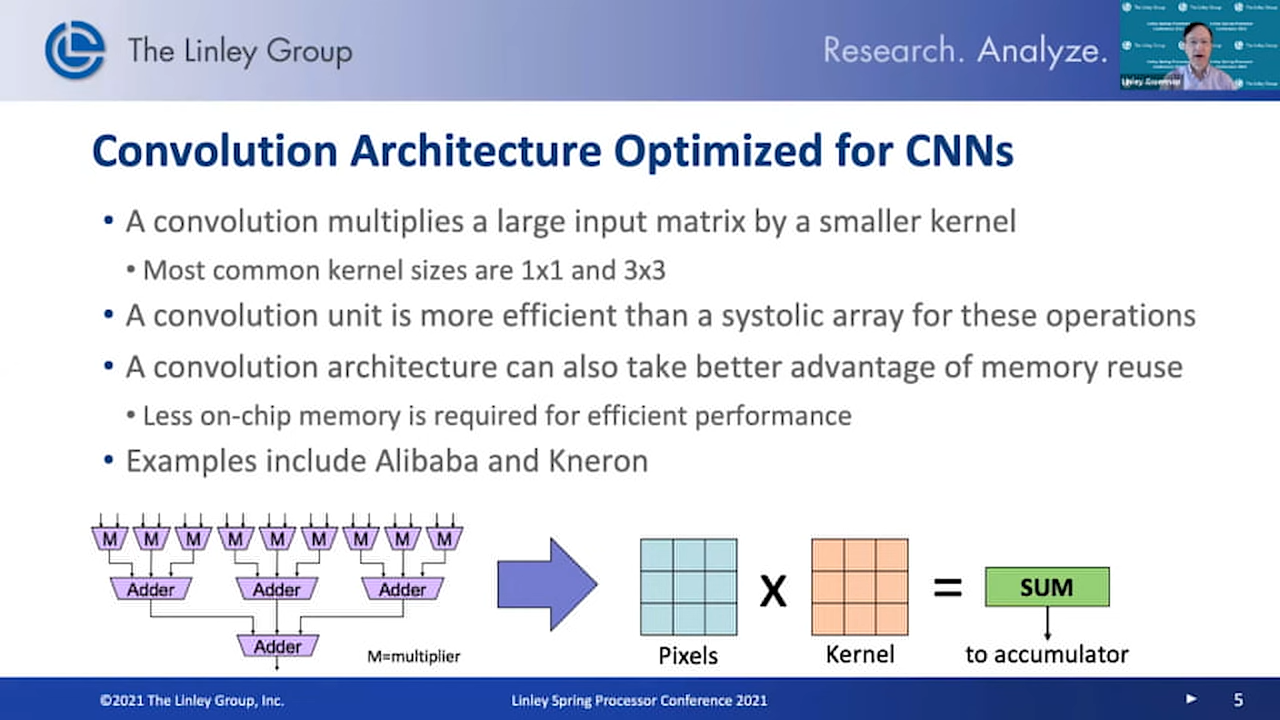 The Linley Group
Research. Analyze.
Linley Gwennap
Convolution Architecture Optimized for CNNs
• A convolution multiplies a large input matrix by a smaller kernel
• Most common kernel sizes are 1x1 and 3x3
• A convolution unit is more efficient than a systolic array for these operations
• A convolution architecture can also take better advantage of memory reuse
• Less on-chip memory is required for efficient performance
• Examples include Alibaba and Kneron
M M M M M M M M M
Adder Adder Adder
Adder
M=multiplier
X = SUM
Pixels Kernel to accumulator
©2021 The Linley Group, Inc. Linley Spring Processor Conference 2021 5